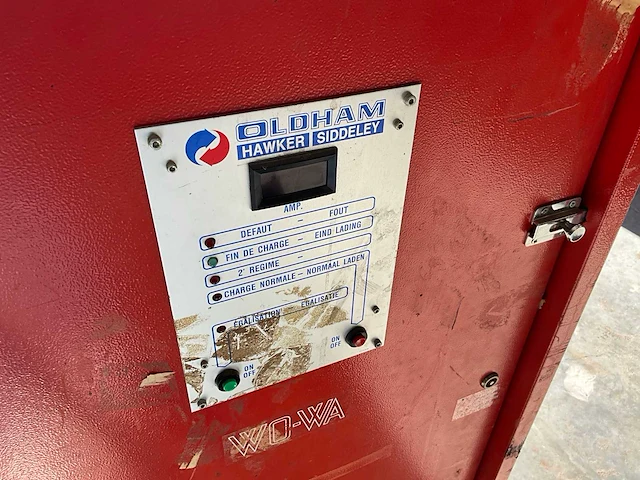 OLDHAM
HAWKER SIDDELEY
AMP.
DEFAUT - FOUT
FIN DE CHARGE - EIND LADING
2' REGIME -
CHARGE NORMALE - NORMAAL LADEN
EGALISATION EGALISATIE
ON
OFF
ON
OFF
WO-WA